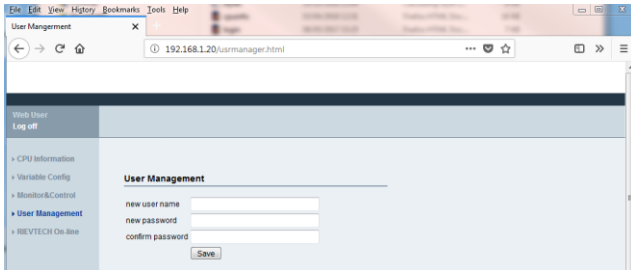 File Edit View History Bookmarks Tools Help
User Mangerment
192.168.1.20/usrmanager.html
Web User
Log off
CPU Information
Variable Config
Monitor&Control
User Management
RIEVTECH On-line
User Management
new user name
new password
confirm password
Save